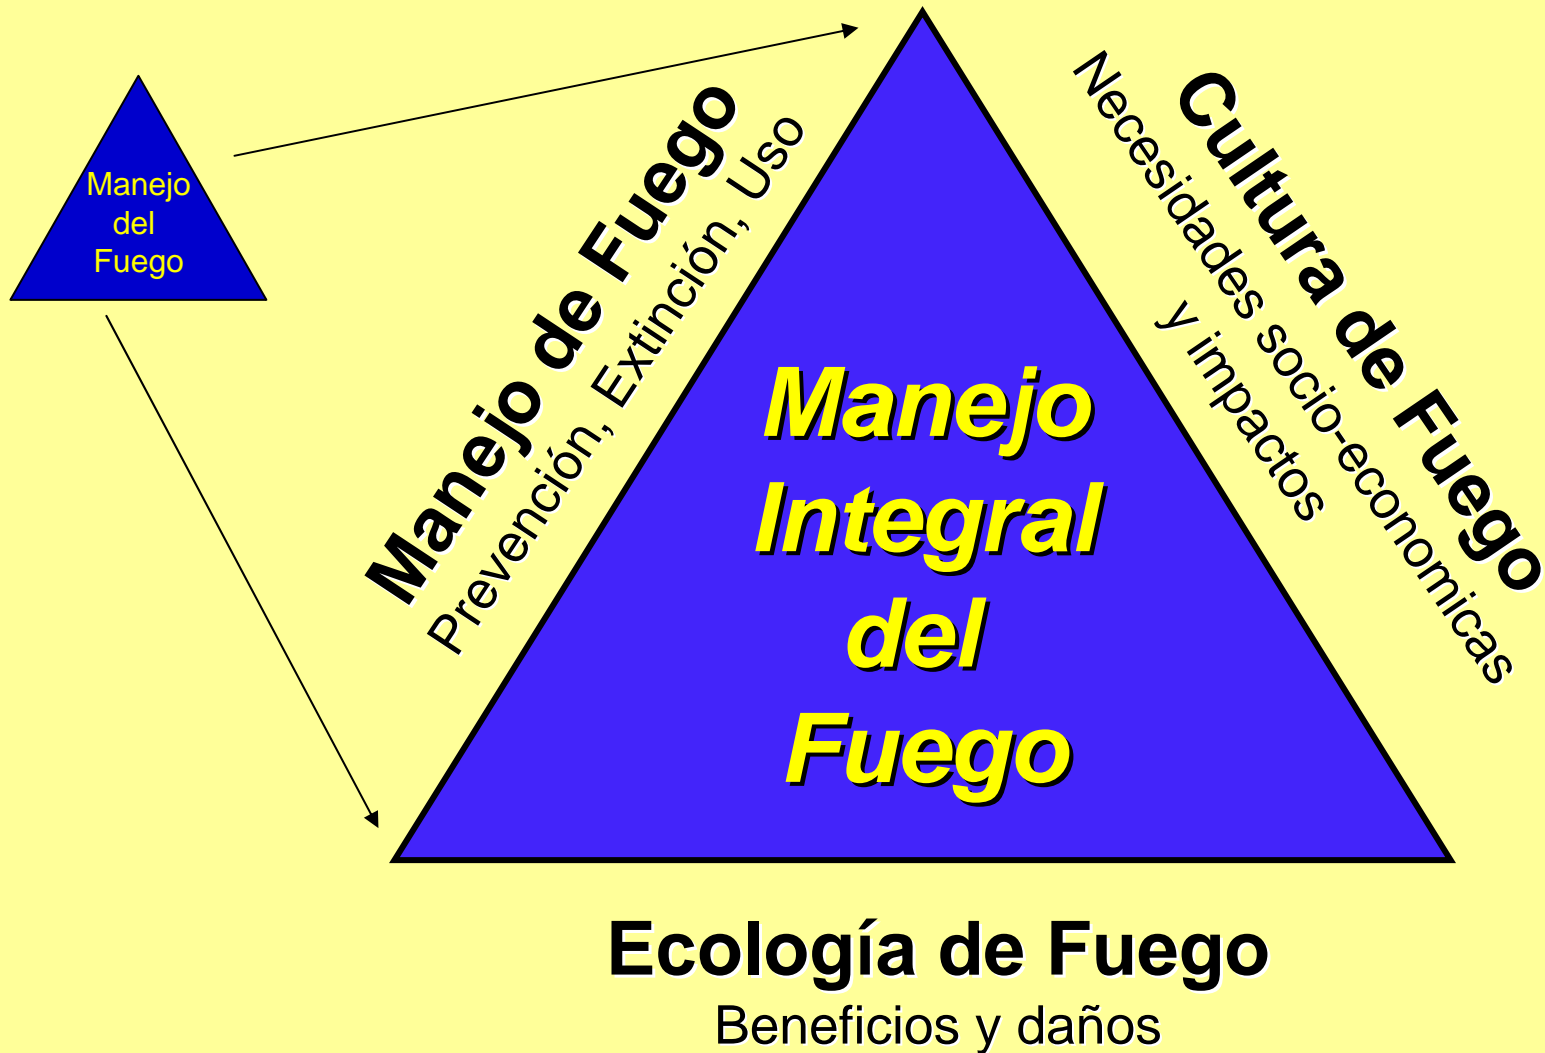 Manejo
del
Fuego
Manejo de Fuego
Prevención, Extinción, Uso
Cultura de Fuego
Necesidades socio-economicas
y impactos
Manejo
Integral
del
Fuego
Ecología de Fuego
Beneficios y daños